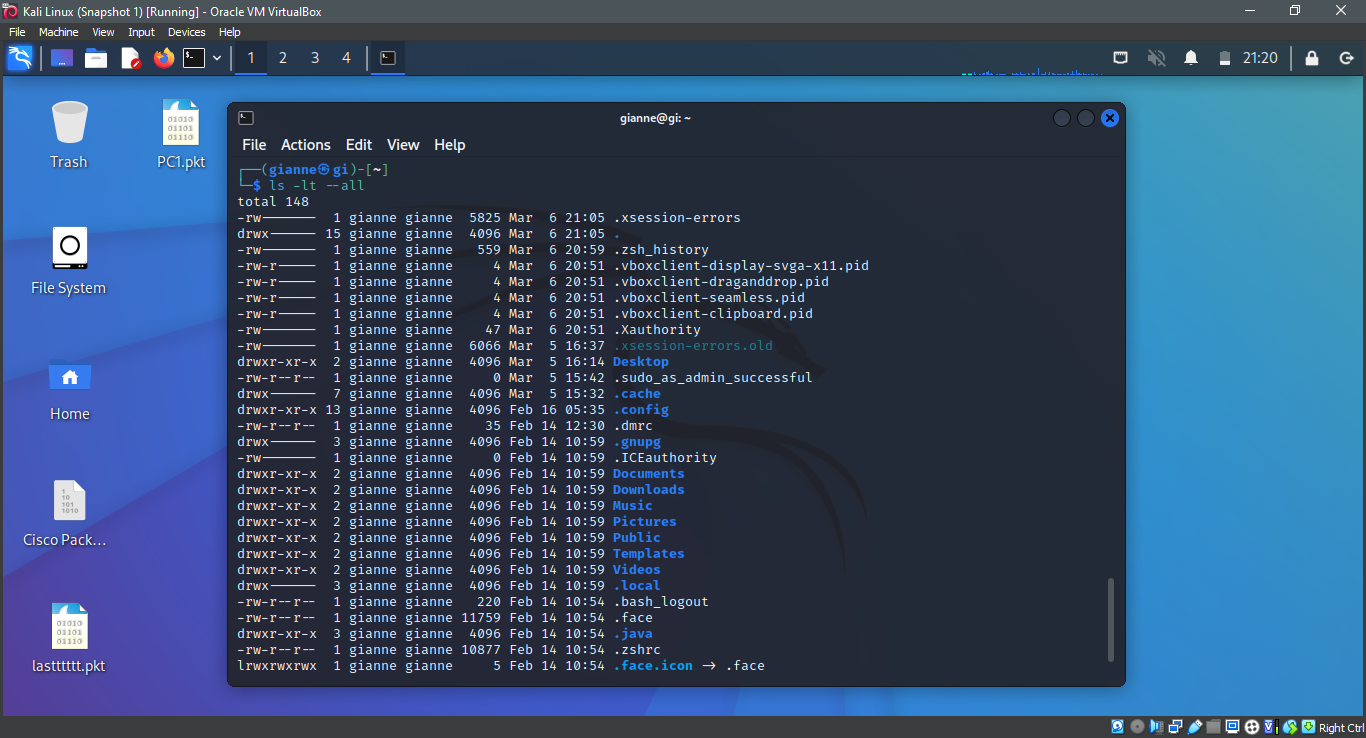 Kali Linux (Snapshot 1) [Running] - Oracle VM VirtualBox
File Machine View Input Devices Help
1 2 3 4 21:20
Trash
PC1.pkt
File System
Home
Cisco Pack...
lastttttt.pkt
gianne@gi: ~
File Actions Edit View Help
┌──(gianne㉿gi)-[~]
└─$ ls -lt --all
total 148
-rw------- 1 gianne gianne 5825 Mar 6 21:05 .xsession-errors
drwx------ 15 gianne gianne 4096 Mar 6 21:05 .
-rw------- 1 gianne gianne 559 Mar 6 20:59 .zsh_history
-rw-r----- 1 gianne gianne 4 Mar 6 20:51 .vboxclient-display-svga-x11.pid
-rw-r----- 1 gianne gianne 4 Mar 6 20:51 .vboxclient-draganddrop.pid
-rw-r----- 1 gianne gianne 4 Mar 6 20:51 .vboxclient-seamless.pid
-rw-r----- 1 gianne gianne 4 Mar 6 20:51 .vboxclient-clipboard.pid
-rw------- 1 gianne gianne 47 Mar 6 20:51 .Xauthority
-rw------- 1 gianne gianne 6066 Mar 5 16:37 .xsession-errors.old
drwxr-xr-x 2 gianne gianne 4096 Mar 5 16:14 Desktop
-rw-r--r-- 1 gianne gianne 0 Mar 5 15:42 .sudo_as_admin_successful
drwx------ 7 gianne gianne 4096 Mar 5 15:32 .cache
drwxr-xr-x 13 gianne gianne 4096 Feb 16 05:35 .config
-rw-r--r-- 1 gianne gianne 35 Feb 14 12:30 .dmrc
drwx------ 3 gianne gianne 4096 Feb 14 10:59 .gnupg
-rw------- 1 gianne gianne 0 Feb 14 10:59 .ICEauthority
drwxr-xr-x 2 gianne gianne 4096 Feb 14 10:59 Documents
drwxr-xr-x 2 gianne gianne 4096 Feb 14 10:59 Downloads
drwxr-xr-x 2 gianne gianne 4096 Feb 14 10:59 Music
drwxr-xr-x 2 gianne gianne 4096 Feb 14 10:59 Pictures
drwxr-xr-x 2 gianne gianne 4096 Feb 14 10:59 Public
drwxr-xr-x 2 gianne gianne 4096 Feb 14 10:59 Templates
drwxr-xr-x 2 gianne gianne 4096 Feb 14 10:59 Videos
drwx------ 3 gianne gianne 4096 Feb 14 10:59 .local
-rw-r--r-- 1 gianne gianne 220 Feb 14 10:54 .bash_logout
-rw-r--r-- 1 gianne gianne 11759 Feb 14 10:54 .face
drwxr-xr-x 3 gianne gianne 4096 Feb 14 10:54 .java
-rw-r--r-- 1 gianne gianne 10877 Feb 14 10:54 .zshrc
lrwxrwxrwx 1 gianne gianne 5 Feb 14 10:54 .face.icon -> .face
Right Ctrl